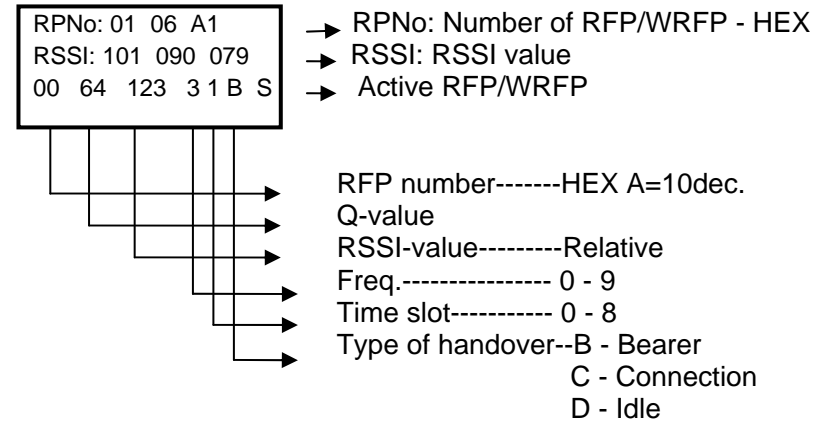 RPNo: 01 06 A1
RSSI: 101 090 079
00 64 123 3 1 B S
RPNo: Number of RFP/WRFP - HEX
RSSI: RSSI value
Active RFP/WRFP
RFP number-------HEX A=10dec.
Q-value
RSSI-value---------Relative
Freq.---------------- 0 - 9
Time slot----------- 0 - 8
Type of handover--B - Bearer
C - Connection
D - Idle